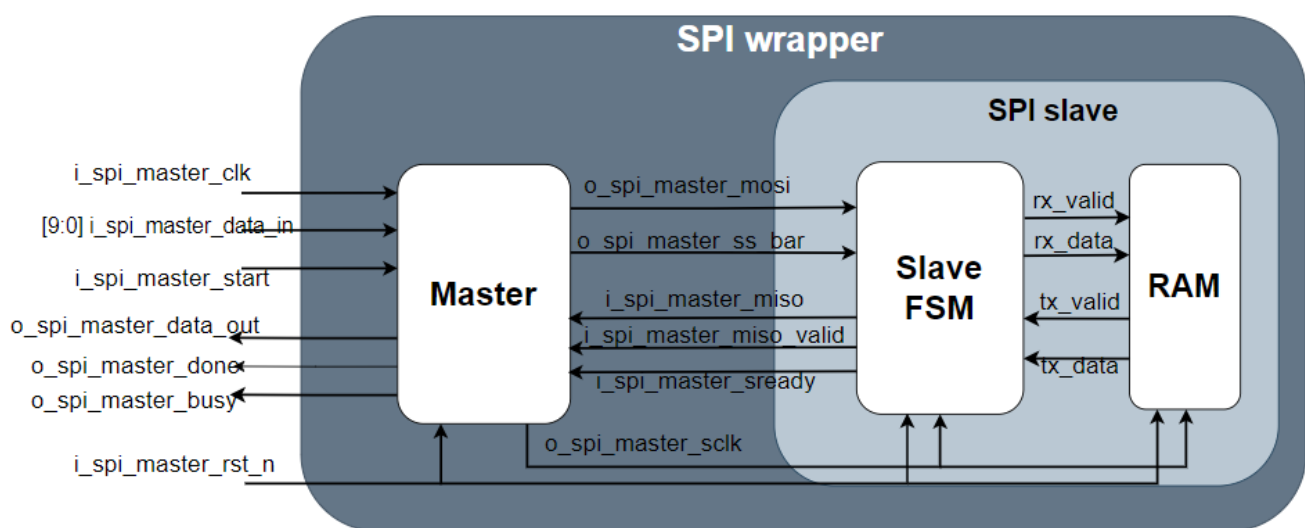 SPI wrapper
SPI slave
i_spi_master_clk
[9:0] i_spi_master_data_in
i_spi_master_start
o_spi_master_data_out
o_spi_master_done
o_spi_master_busy
i_spi_master_rst_n
Master
o_spi_master_mosi
o_spi_master_ss_bar
i_spi_master_miso
i_spi_master_miso_valid
i_spi_master_sready
o_spi_master_sclk
Slave
FSM
rx_valid
rx_data
tx_valid
tx_data
RAM